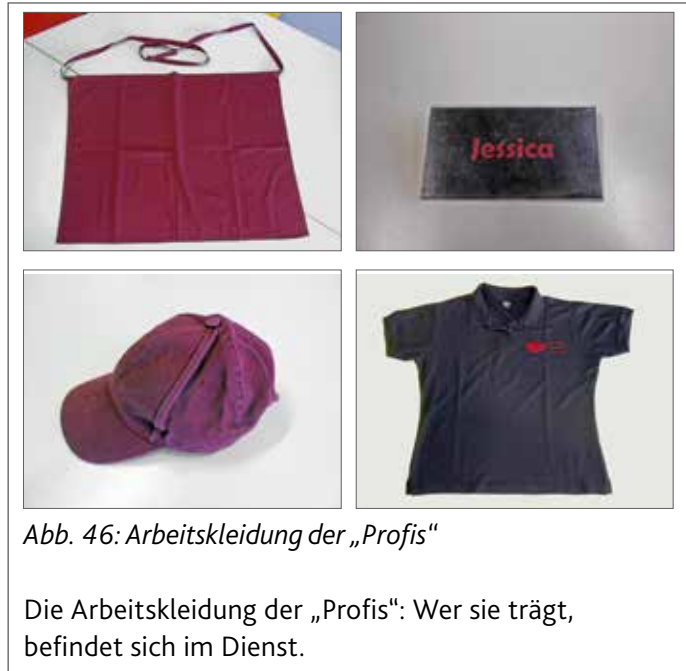 Jessica
Abb. 46: Arbeitskleidung der „Profis“
Die Arbeitskleidung der „Profis“: Wer sie trägt,
befindet sich im Dienst.